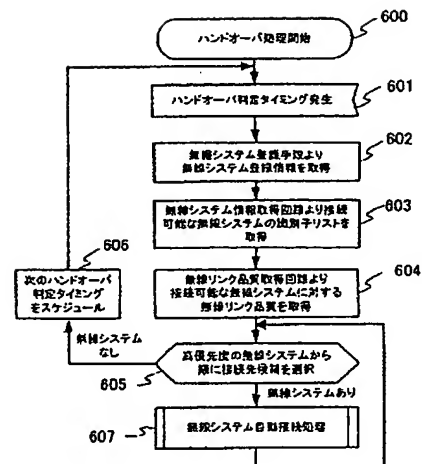 600
ハンドオーバ処理開始
601
ハンドオーバ判定タイミング発生
602
無線システム登録手段より
無線システム登録情報を取得
603
無線システム情報取得回路より接続
可能な無線システムの識別子リストを
取得
606
次のハンドオーバ
判定タイミング
をスケジュール
604
無線リンク品質取得回路より
接続可能な無線システムに対する
無線リンク品質を取得
無線システム
なし
高優先度の無線システムから
順に接続先候補を選択
605
無線システムあり
607
無線システム自動接続処理